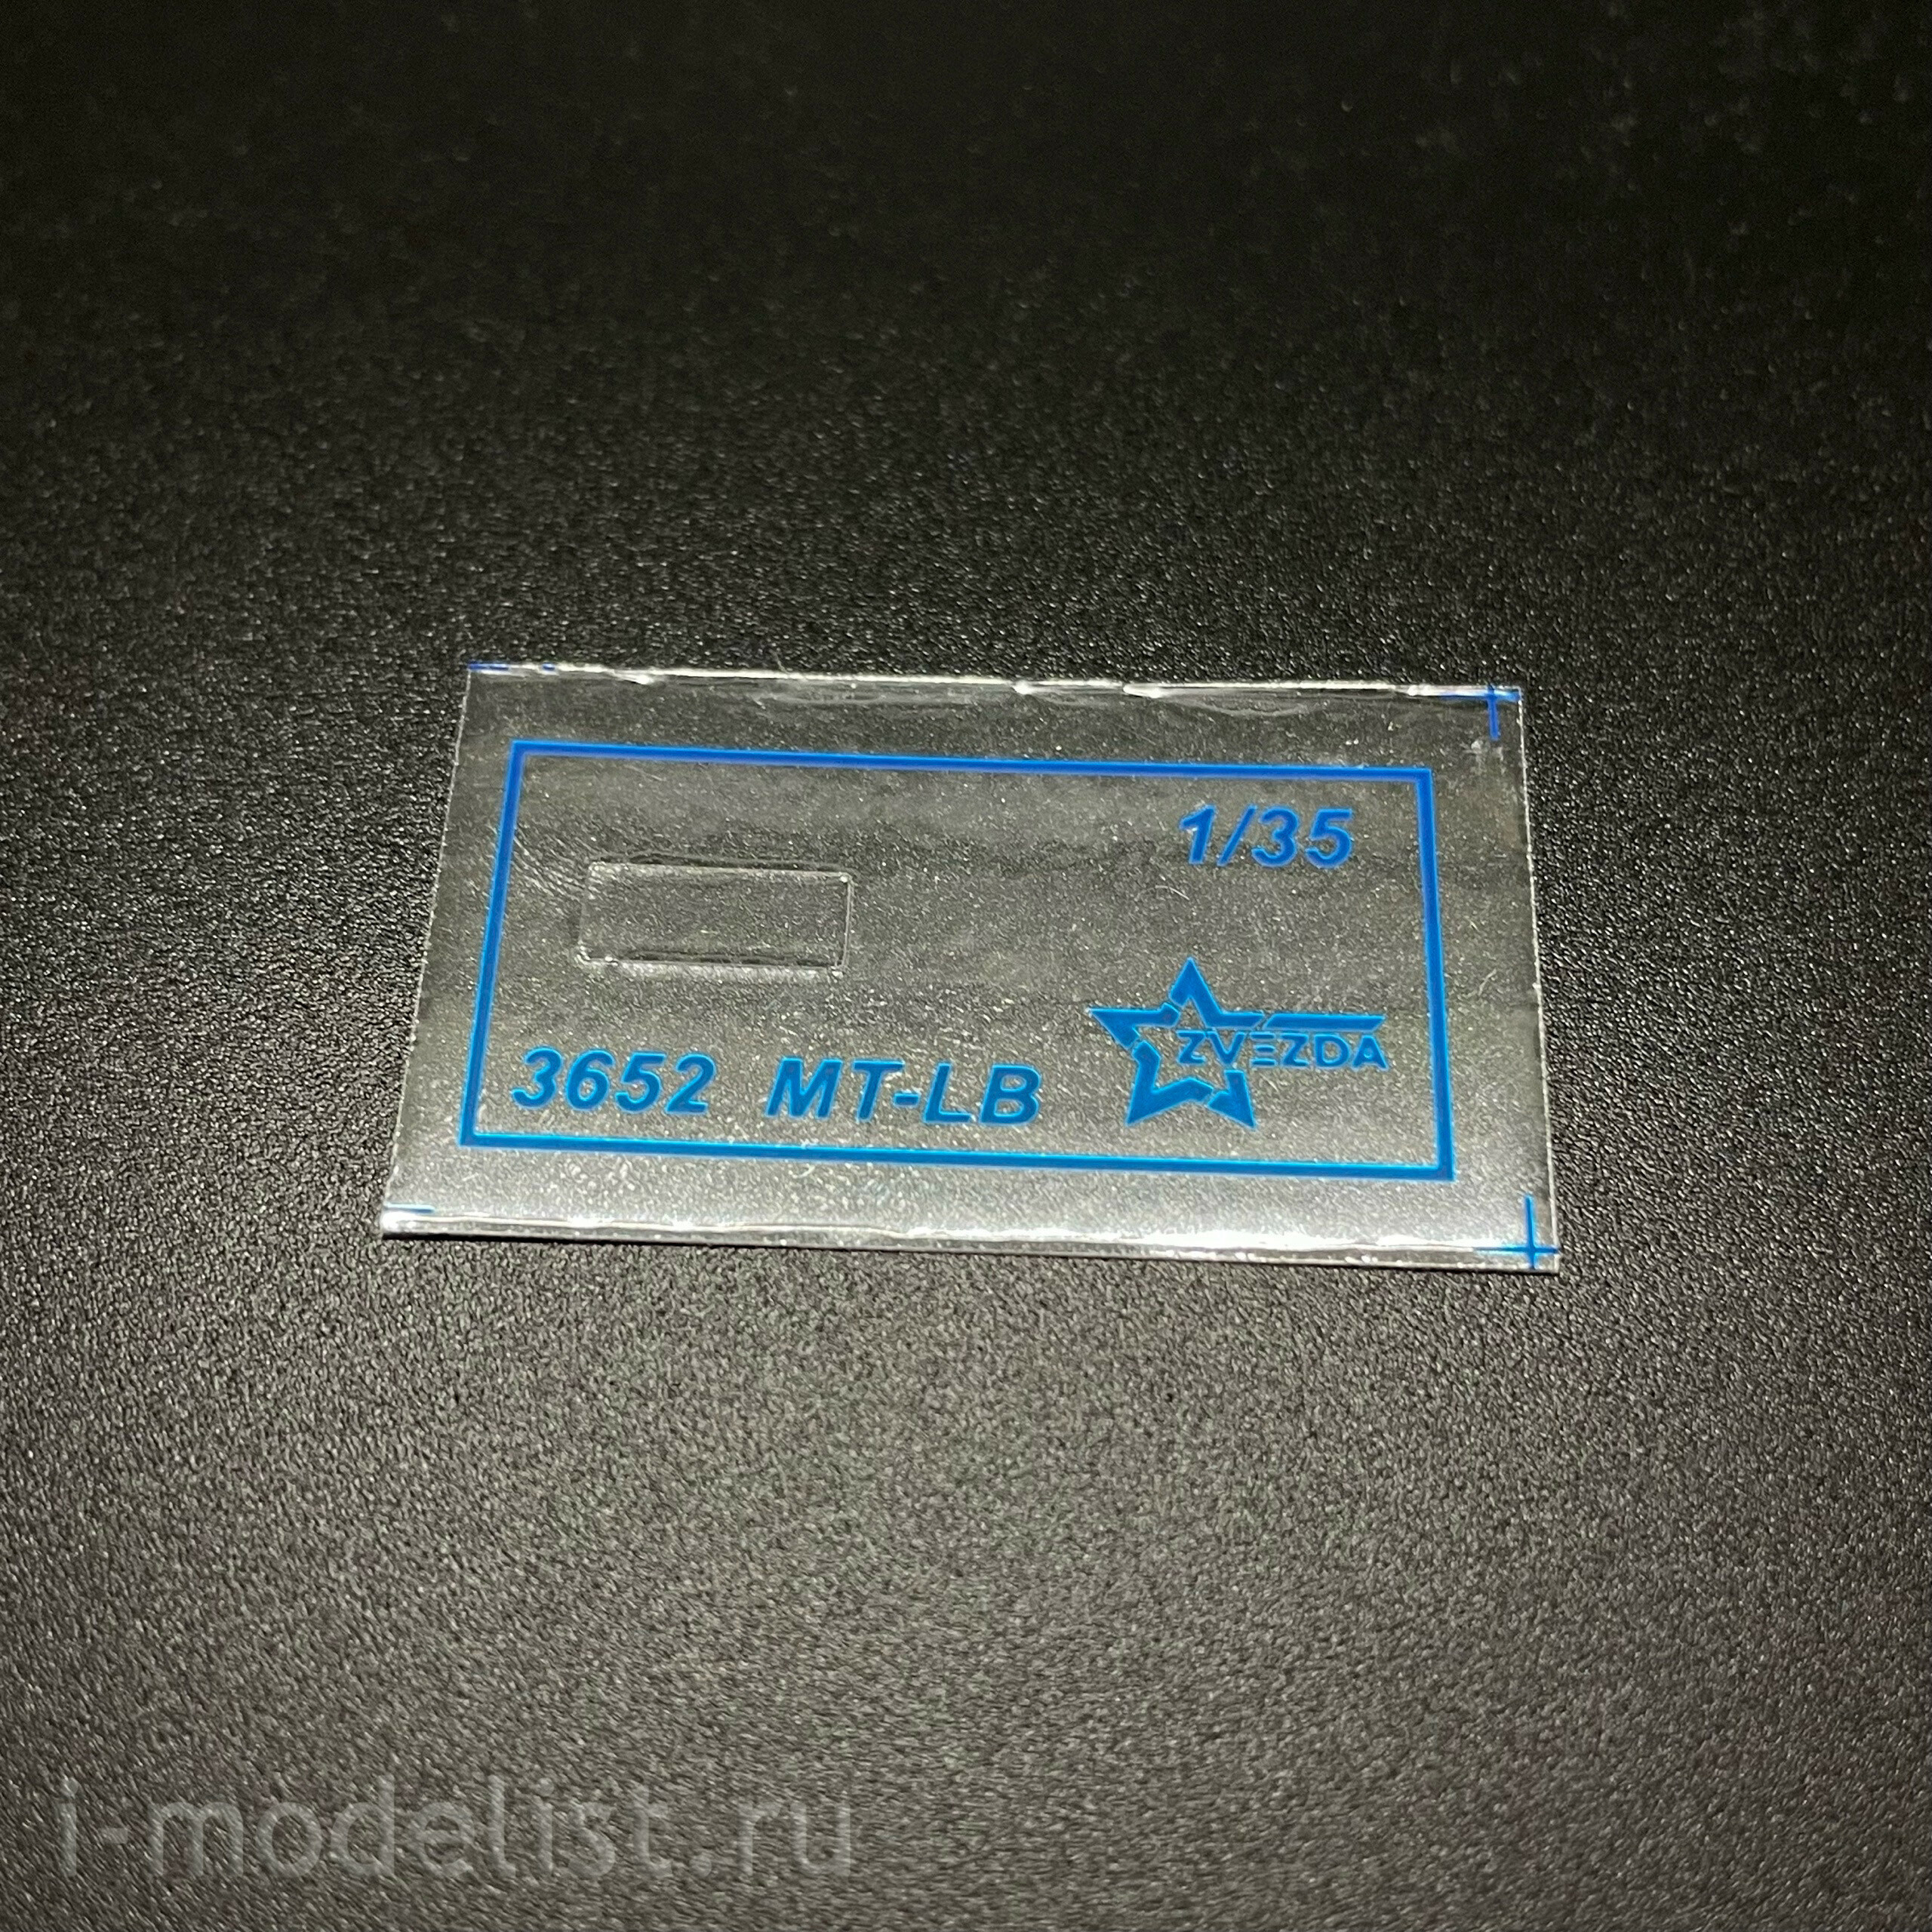 1/35
ZVEZDA
3652 MT-LB
i-modelist.ru